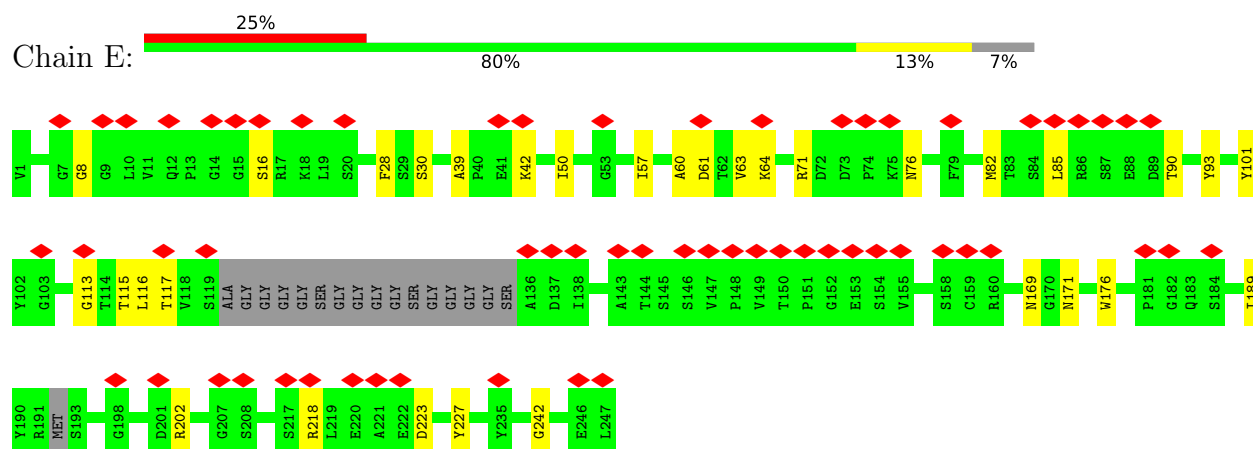 25%
Chain E:
80% 13% 7%
V1 G7 G8 G9 L10 V11 Q12 P13 G14 G15 S16 R17 K18 L19 S20 F28 S29 S30 A39 P40 E41 K42 I50 G53 I57 A60 D61 T62 V63 K64 R71 D72 D73 P74 K75 N76 F79 M82 T83 S84 L85 R86 S87 E88 D89 T90 Y93 Y101
Y102 G103 G113 T114 T115 L116 T117 V118 S119 ALA GLY GLY GLY GLY SER GLY GLY GLY GLY SER GLY GLY GLY GLY SER A136 D137 I138 A143 T144 S145 S146 V147 P148 V149 T150 P151 G152 E153 S154 V155 S158 C159 R160 N169 G170 N171 W176 P181 G182 Q183 S184 I189
Y190 R191 MET S193 G198 D201 R202 G207 S208 S217 R218 L219 E220 A221 E222 D223 Y227 Y235 G242 E246 L247